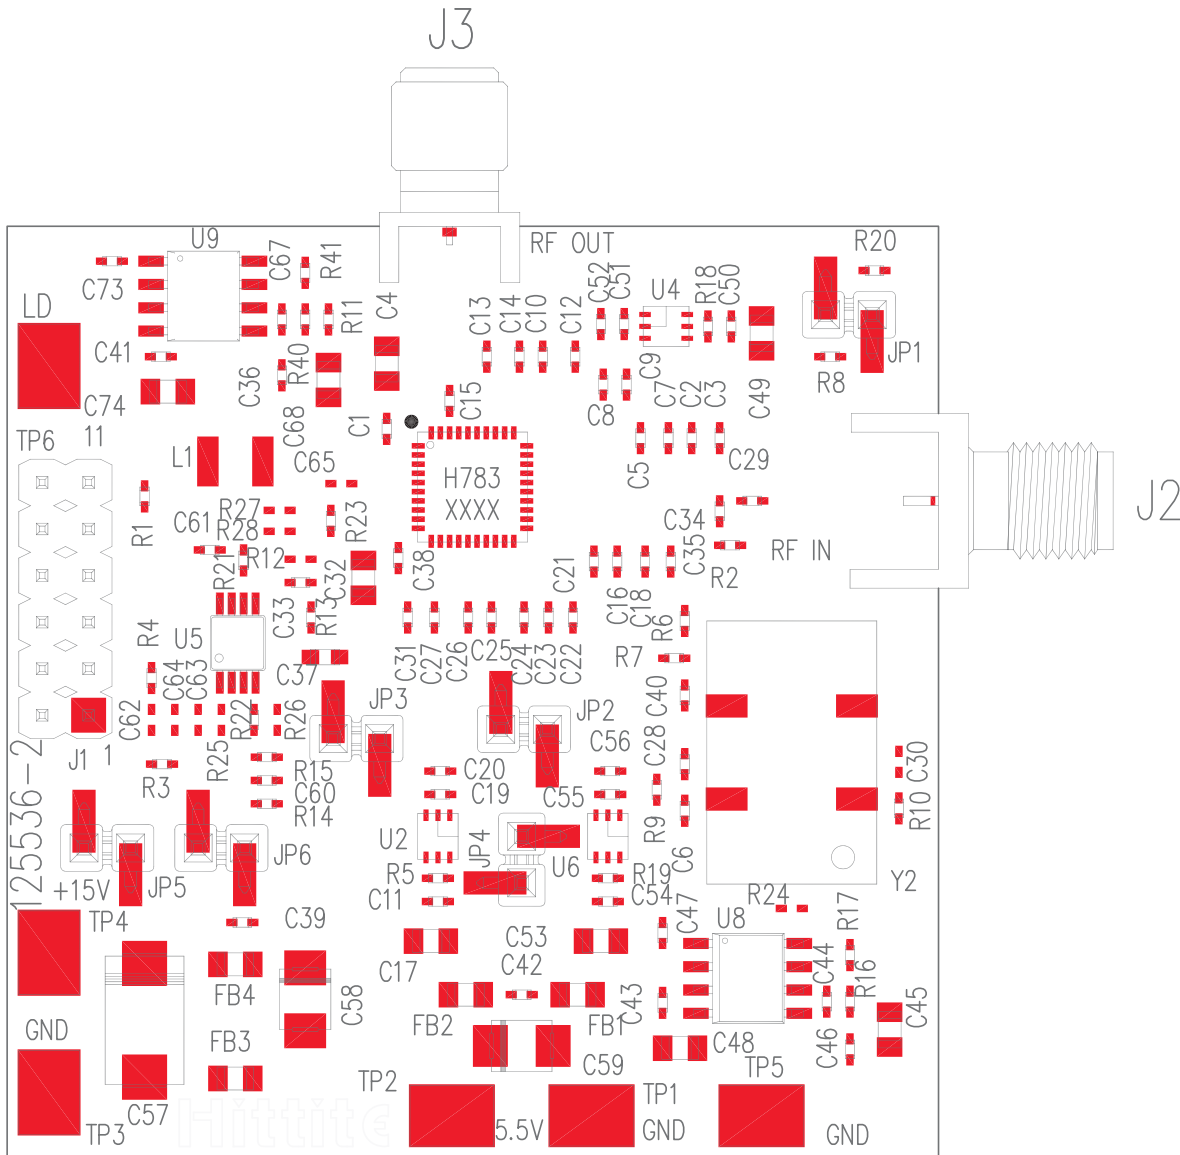 J3
U9
RF OUT
R20
C67
R41
C73
C52
C51
U4
R18
C50
LD
R11
C4
C13
C14
C10
C12
JP1
C41
C9
R8
C36
R40
C74
C8
C7
C2
C3
C49
C15
TP6
11
C1
C68
L1
C65
C5
C29
H783
XXXX
J2
R1
R27
R28
C61
R23
C34
C35
RF IN
R2
R21
R12
C32
C38
C21
C16
C18
C33
R13
R6
R4
U5
R7
C37
C31
C27
C26
C25
C24
C23
C22
C64
C63
C62
R22
R26
JP3
JP2
C40
J1
1
R25
C56
C28
C30
R3
R15
C60
R14
C20
C19
C55
R9
R10
125536-2
U2
JP4
U6
C6
JP6
+15V
JP5
R5
C11
R19
C54
Y2
TP4
C39
C53
C47
R24
U8
R17
C17
C42
C44
R16
FB4
C58
FB2
FB1
C43
C45
GND
FB3
C48
C46
C59
TP5
TP2
TP1
C57
TP3
Hittite
5.5V
GND
GND